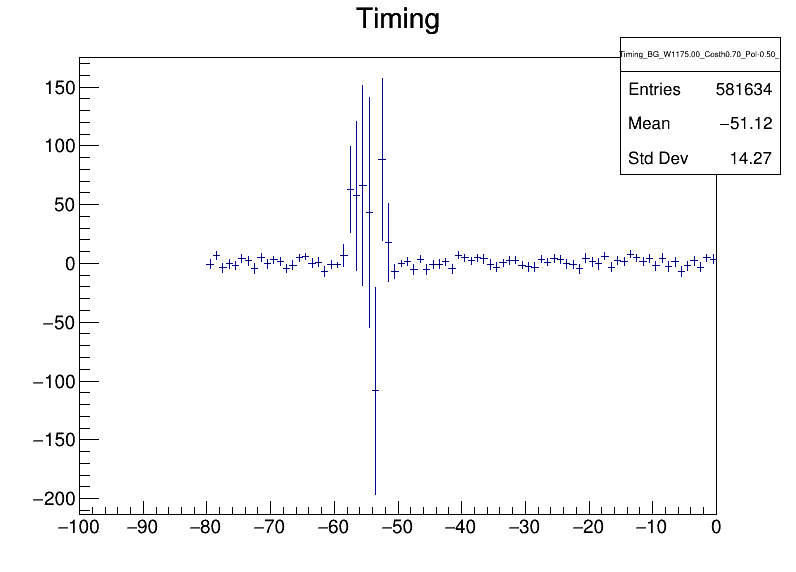 Timing
Timing_BG_W1175.00_Costh0.70_Pol-0.50_
Entries 581634
Mean −51.12
Std Dev 14.27
150
100
50
0
−50
−100
−150
−200
−100 −90 −80 −70 −60 −50 −40 −30 −20 −10 0